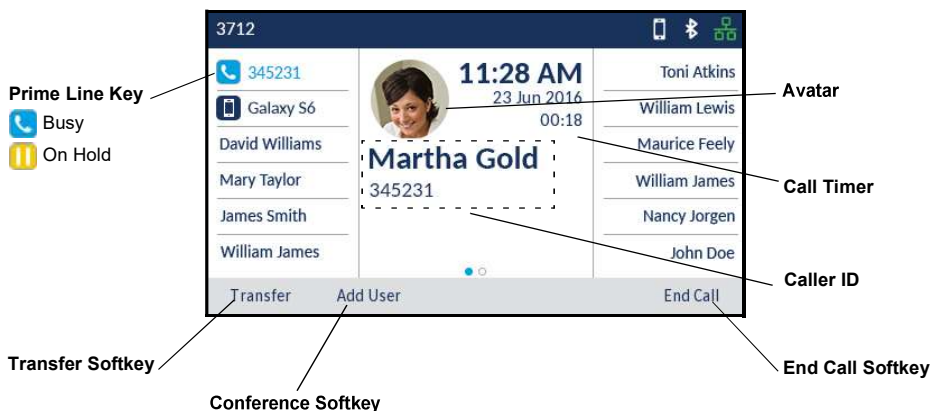 3712
Prime Line Key
Busy
On Hold
345231
Galaxy S6
David Williams
Mary Taylor
James Smith
William James
11:28 AM
23 Jun 2016
00:18
Martha Gold
345231
Toni Atkins
William Lewis
Maurice Feely
William James
Nancy Jorgen
John Doe
Avatar
Call Timer
Caller ID
Transfer
Add User
End Call
Transfer Softkey
Conference Softkey
End Call Softkey